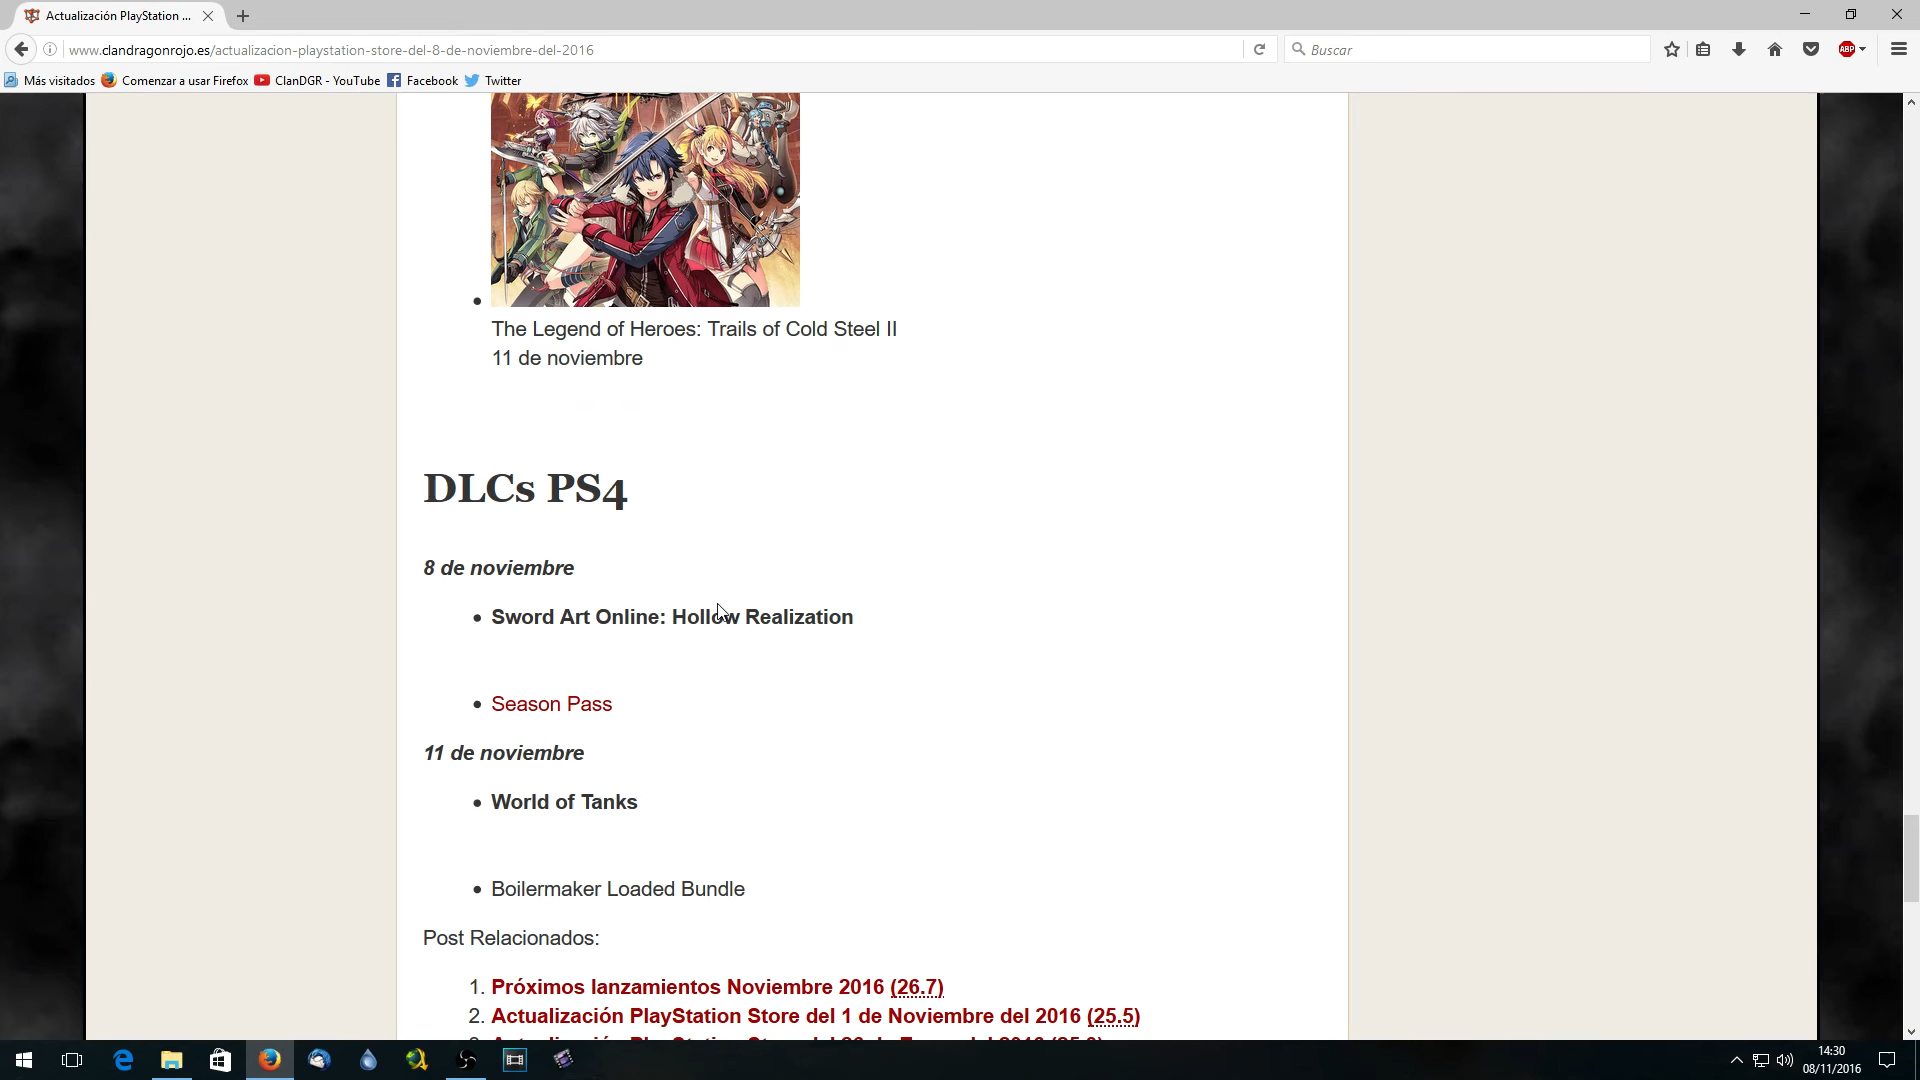 Actualización PlayStation ...
www.clandragonrojo.es/actualizacion-playstation-store-del-8-de-noviembre-del-2016
Buscar
ABP
Más visitados Comenzar a usar Firefox ClanDGR - YouTube Facebook Twitter
The Legend of Heroes: Trails of Cold Steel II
11 de noviembre
DLCs PS4
8 de noviembre
Sword Art Online: Hollow Realization
Season Pass
11 de noviembre
World of Tanks
Boilermaker Loaded Bundle
Post Relacionados:
1. Próximos lanzamientos Noviembre 2016 (26.7)
2. Actualización PlayStation Store del 1 de Noviembre del 2016 (25.5)
14:30
08/11/2016